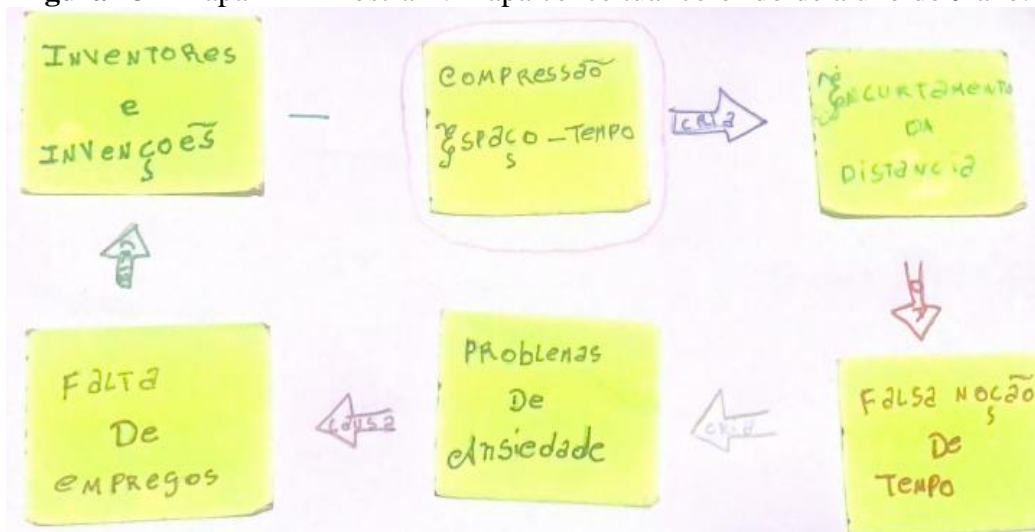 INVENTORES
e
INVENÇÕES
COMPRESSÃO
ESPAÇO-TEMPO
CRIA
ENCURTAMENTO
DA
DISTÂNCIA
FALSA NOÇÃO
De
TEMPO
CRIA
PROBLEMAS
De
Ansiedade
CAUSA
FALTA
De
emPRegos